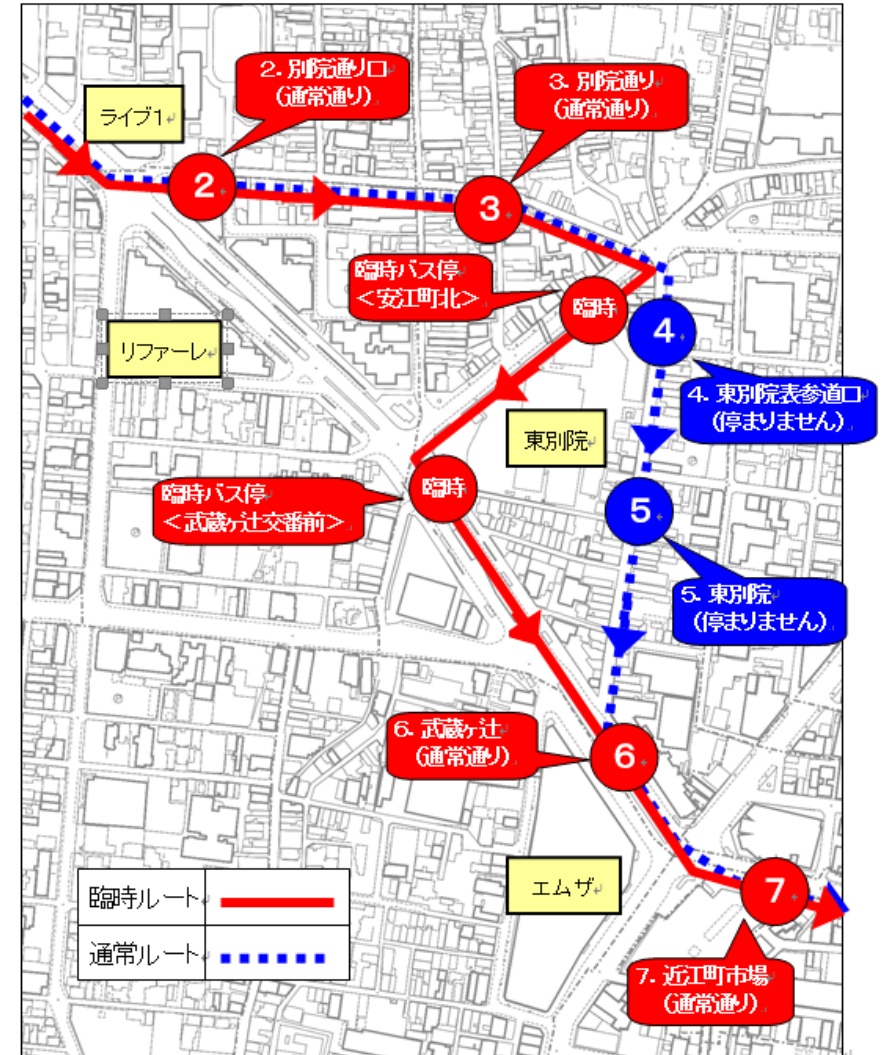 2. 別院通り口
(通常通り)
3. 別院通り
(通常通り)
ライブ1
2
3
臨時バス停
<安江町北>
臨時
4
リファーレ
4. 東別院表参道口
(停まりません)
東別院
臨時バス停
<武蔵ヶ辻交番前>
臨時
5
5. 東別院
(停まりません)
6. 武蔵ヶ辻
(通常通り)
6
エムザ
7
臨時ルート
通常ルート
7. 近江町市場
(通常通り)